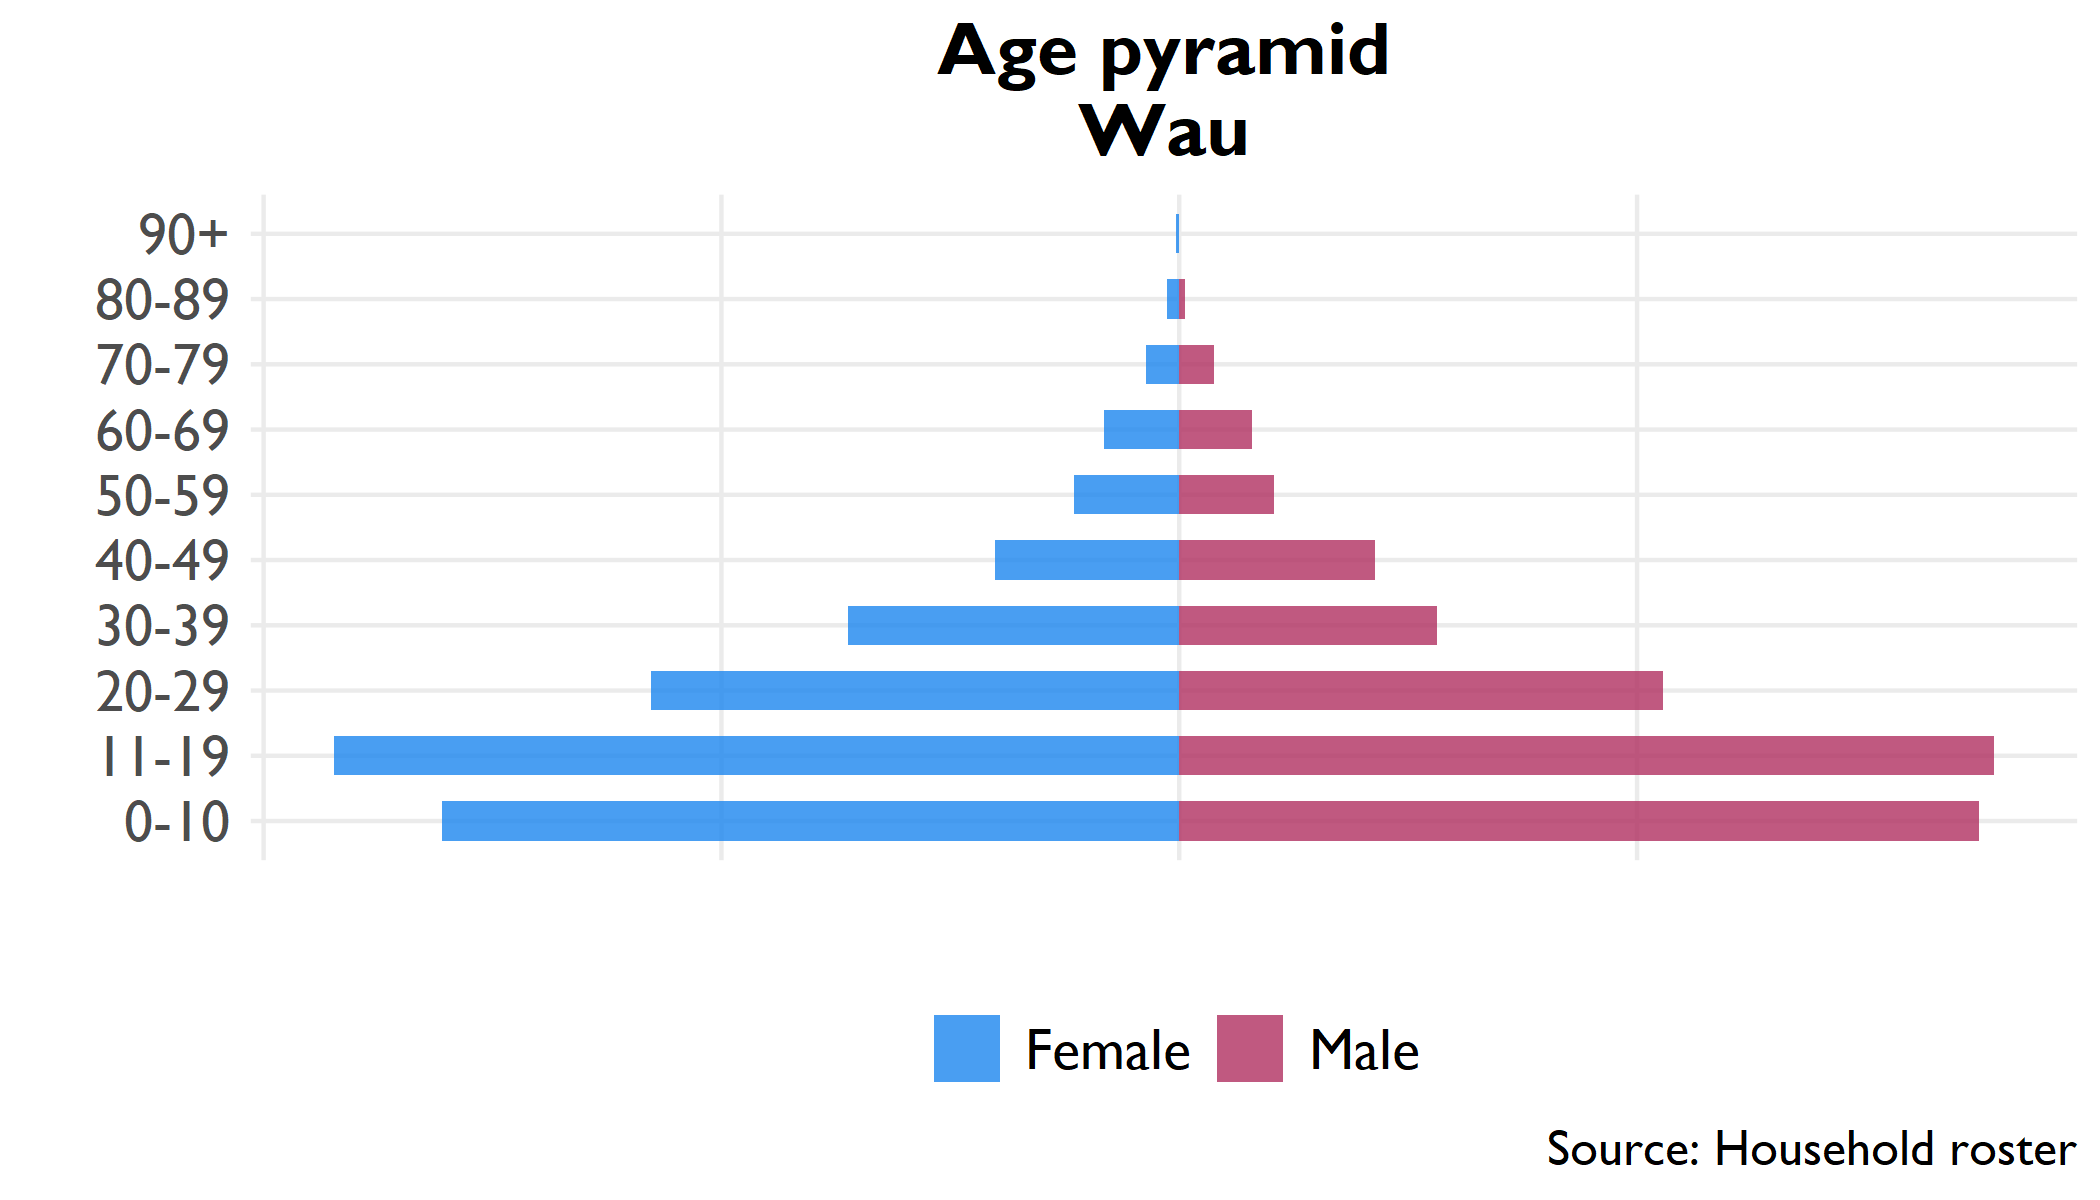 Age pyramid
Wau
90+
80-89
70-79
60-69
50-59
40-49
30-39
20-29
11-19
0-10
Female Male
Source: Household roster